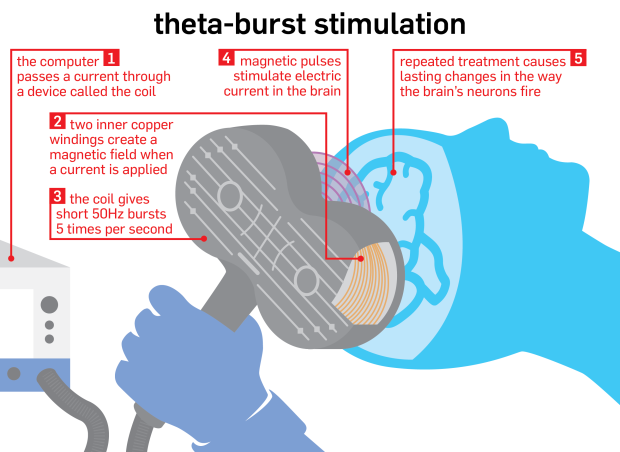 theta-burst stimulation
the computer 1
passes a current through
a device called the coil
2 two inner copper
windings create a
magnetic field when
a current is applied
3 the coil gives
short 50Hz bursts
5 times per second
4 magnetic pulses
stimulate electric
current in the brain
repeated treatment causes 5
lasting changes in the way
the brain's neurons fire